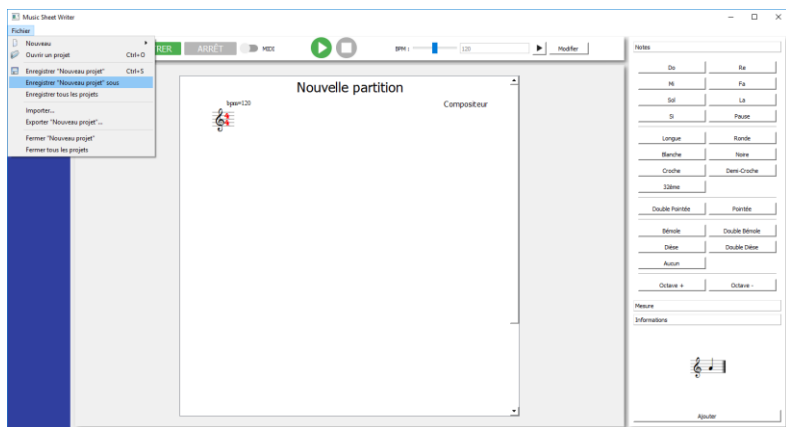 Music Sheet Writer
Fichier
Nouveau
Ouvrir un projet Ctrl+O
Enregistrer "Nouveau projet" Ctrl+S
Enregistrer "Nouveau projet" sous
Enregistrer tous les projets
Importer...
Exporter "Nouveau projet"...
Fermer "Nouveau projet"
Fermer tous les projets
RER ARRÊT MIDI BPM : 120 Modifier
Nouvelle partition
bpm=120 Compositeur
Notes
Do Re
Mi Fa
Sol La
Si Pause
Longue Ronde
Blanche Noire
Croche Demi-Croche
32ème
Double Pointée Pointée
Bémole Double Bémole
Dièse Double Dièse
Aucun
Octave + Octave -
Mesure
Informations
Ajouter